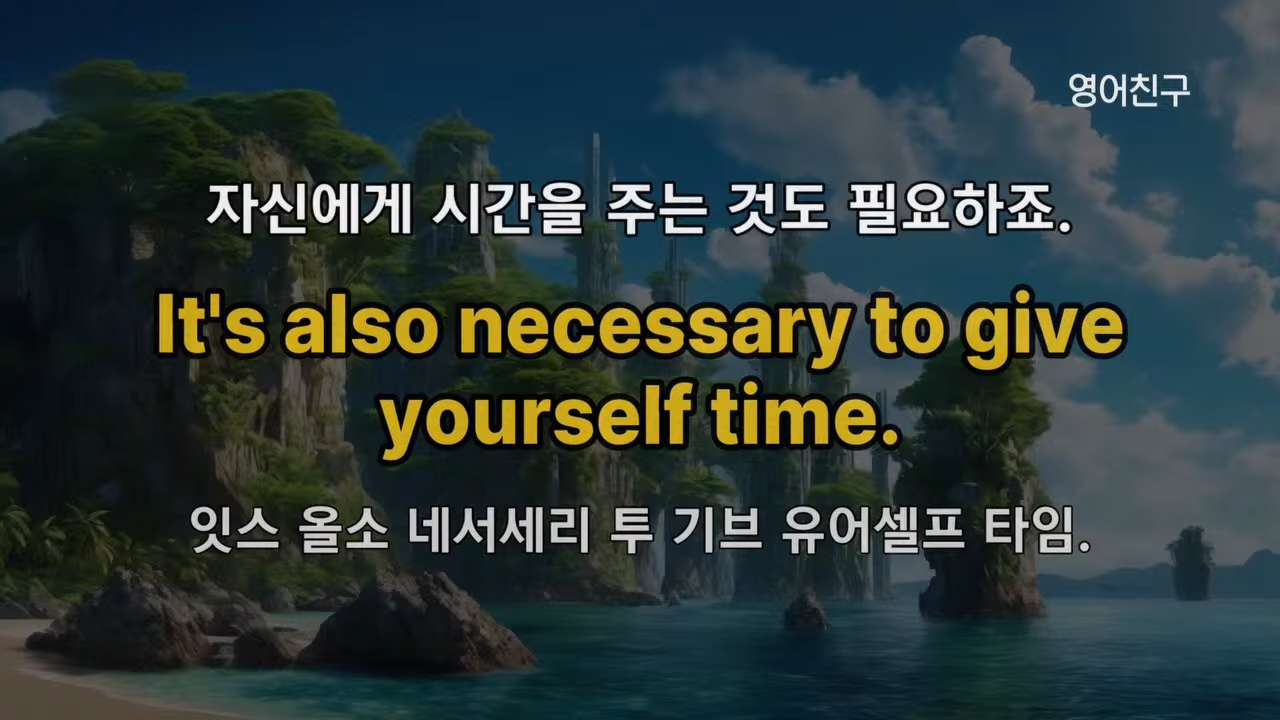 영어친구
자신에게 시간을 주는 것도 필요하죠.
It's also necessary to give
yourself time.
잇스 올소 네서세리 투 기브 유어셀프 타임.